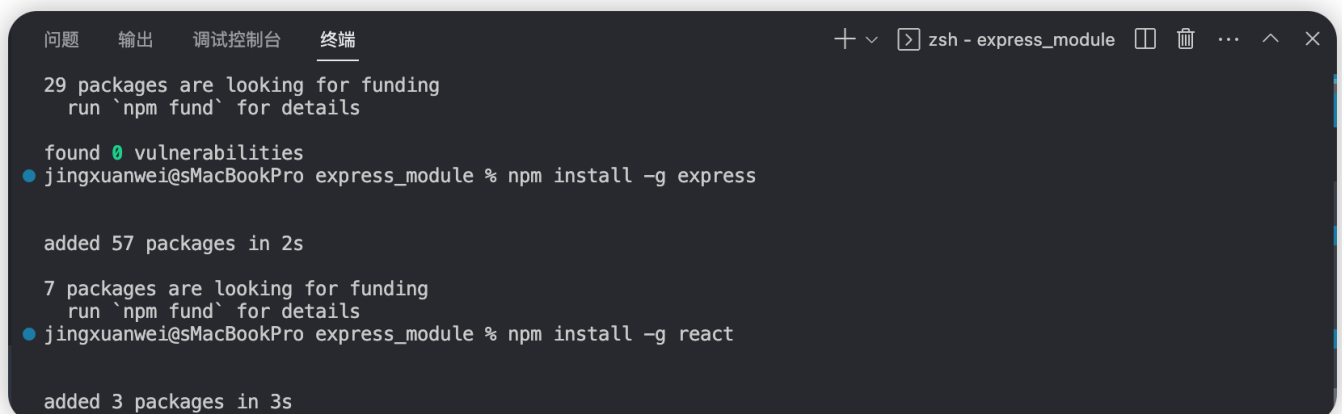 问题 输出 调试控制台 终端 zsh - express_module
29 packages are looking for funding
run `npm fund` for details
found 0 vulnerabilities
jingxuanwei@sMacBookPro express_module % npm install -g express
added 57 packages in 2s
7 packages are looking for funding
run `npm fund` for details
jingxuanwei@sMacBookPro express_module % npm install -g react
added 3 packages in 3s